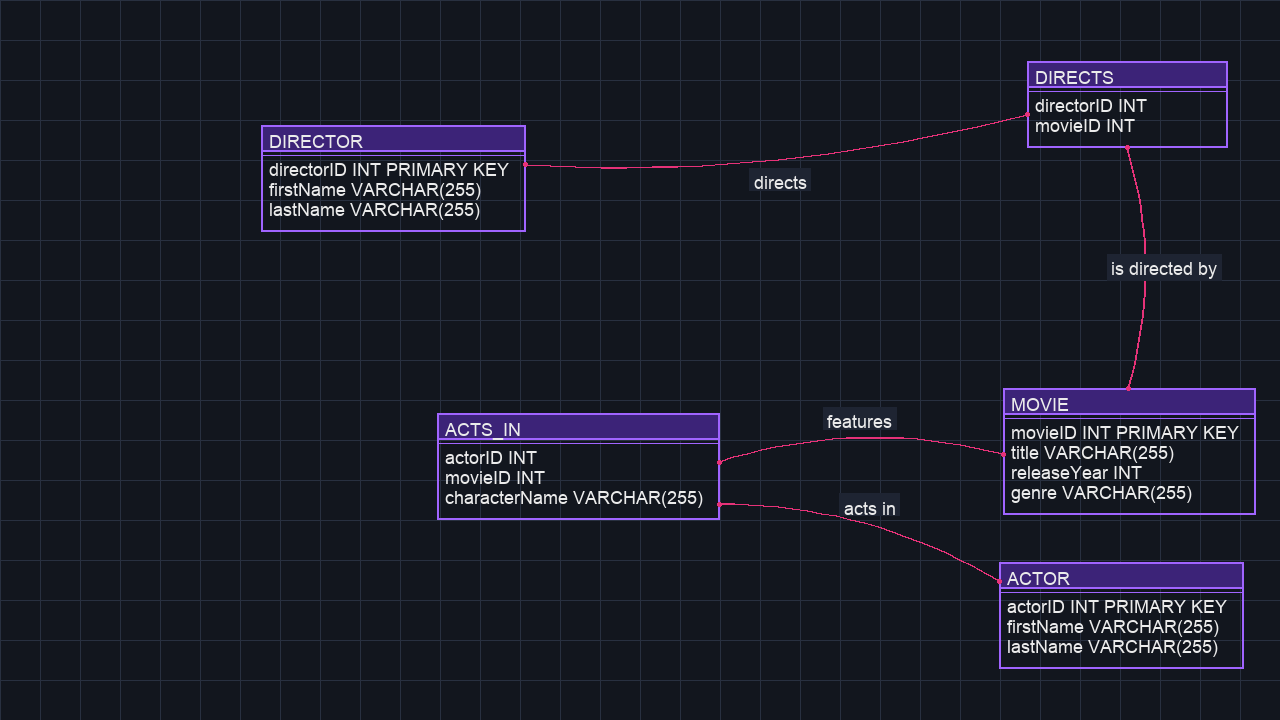 DIRECTS
directorID INT
movieID INT
DIRECTOR
directorID INT PRIMARY KEY
firstName VARCHAR(255)
lastName VARCHAR(255)
directs
is directed by
MOVIE
movieID INT PRIMARY KEY
title VARCHAR(255)
releaseYear INT
genre VARCHAR(255)
ACTS_IN
actorID INT
movieID INT
characterName VARCHAR(255)
features
acts in
ACTOR
actorID INT PRIMARY KEY
firstName VARCHAR(255)
lastName VARCHAR(255)